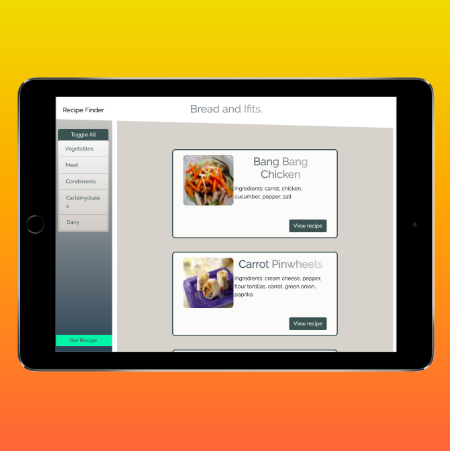 Recipe Finder
Bread and Ifits.
Toggle All
Vegetables
Meat
Condiments
Carbohydrate
s
Dairy
Get Recipe
Bang Bang
Chicken
Ingredients: carrot, chicken,
cucumber, pepper, salt
View recipe
Carrot Pinwheels
Ingredients: cream cheese, pepper,
flour tortillas, carrot, green onion,
paprika
View recipe